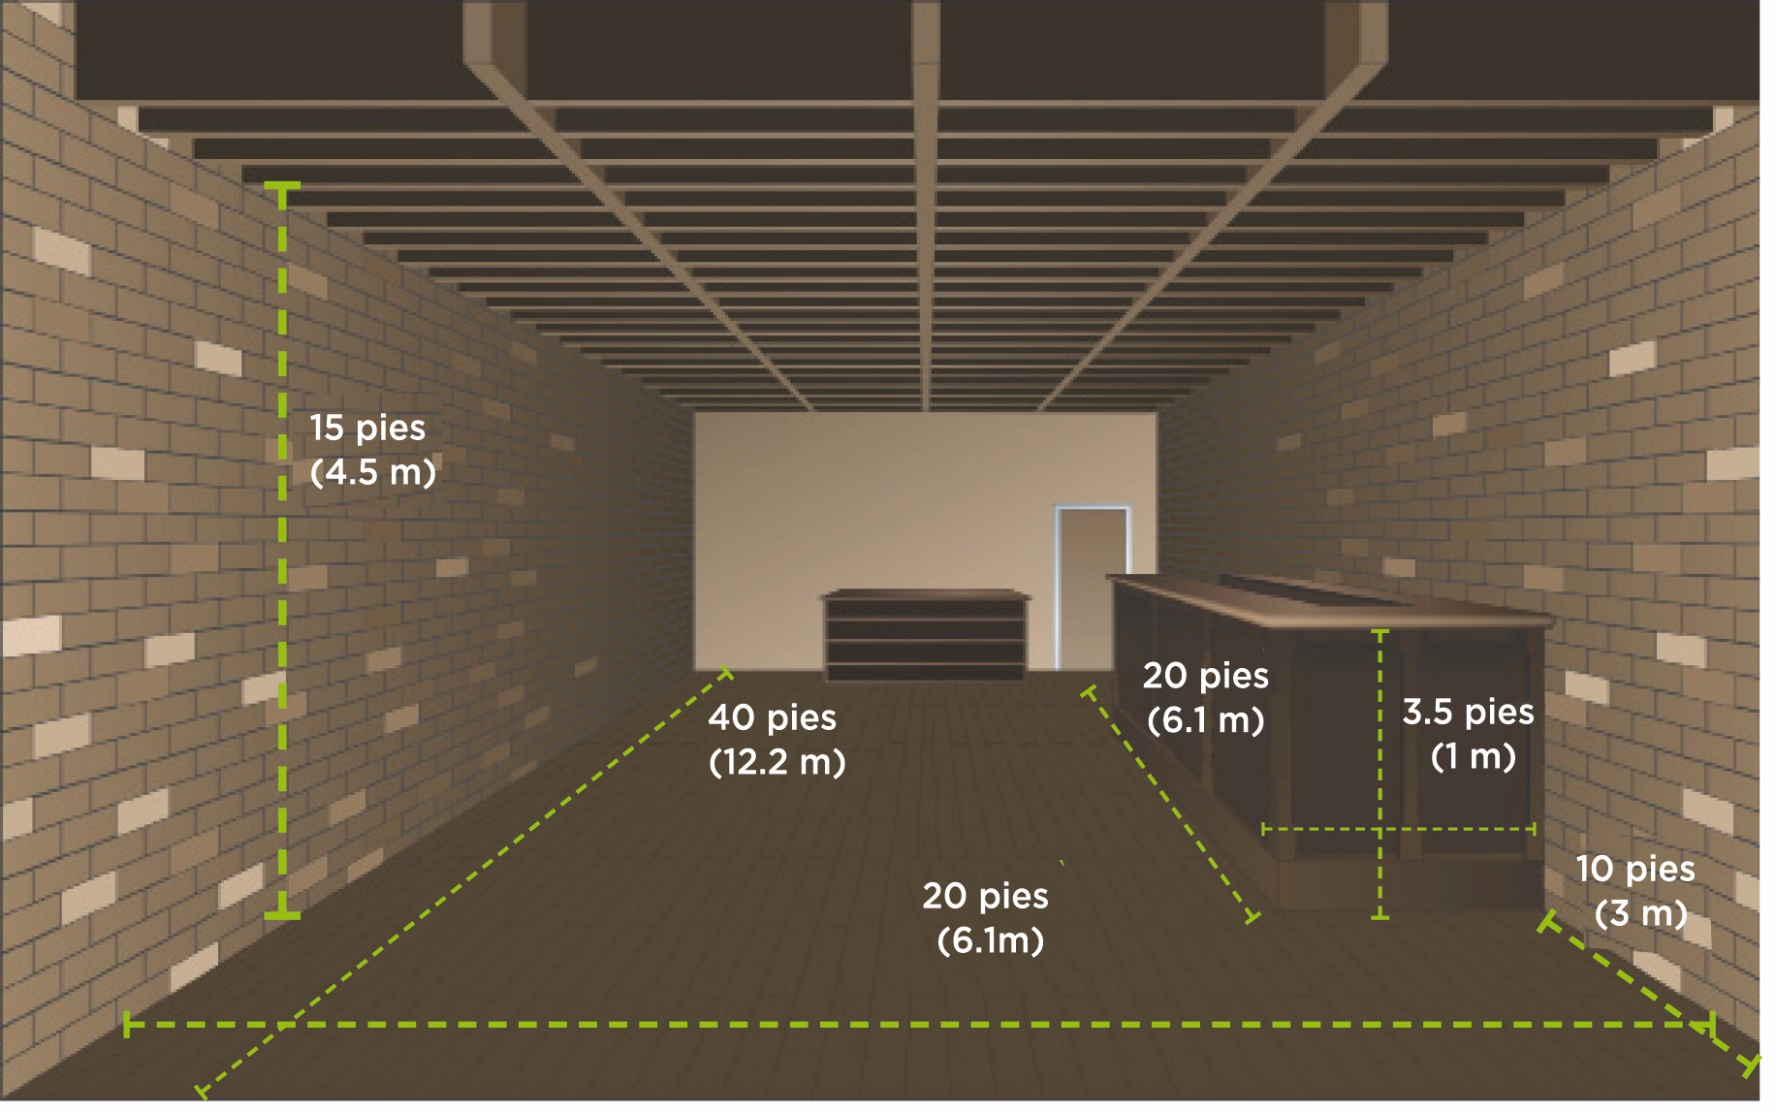 15 pies
(4.5 m)
40 pies
(12.2 m)
20 pies
(6.1 m)
3.5 pies
(1 m)
20 pies
(6.1m)
10 pies
(3 m)